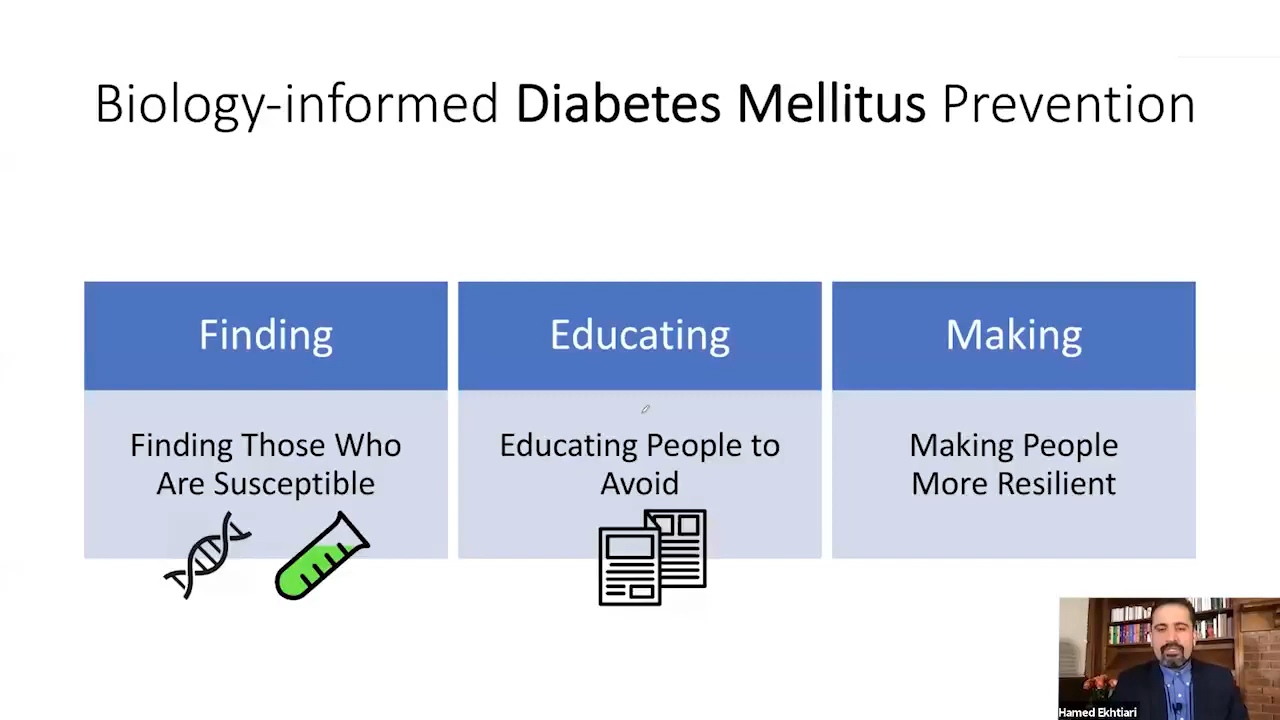 Biology-informed Diabetes Mellitus Prevention
Finding
Finding Those Who
Are Susceptible
Educating
Educating People to
Avoid
Making
Making People
More Resilient
Hamed Ekhtiari